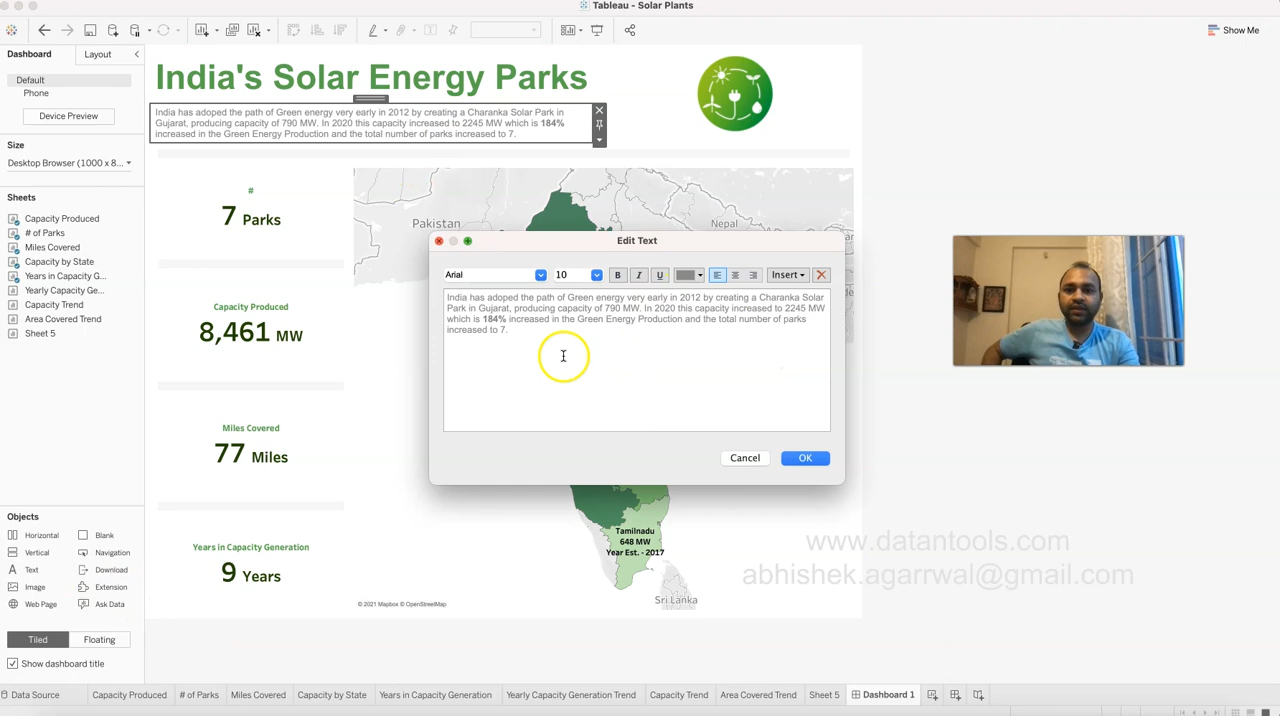 Tableau - Solar Plants
Show Me
Dashboard
Layout
Default
Phone
Device Preview
Size
Desktop Browser (1000 x 8...
Sheets
Capacity Produced
# of Parks
Miles Covered
Capacity by State
Years in Capacity G...
Yearly Capacity Ge...
Capacity Trend
Area Covered Trend
Sheet 5
Objects
Horizontal
Blank
Vertical
Navigation
A Text
Download
Image
Extension
Web Page
Ask Data
Tiled
Floating
Show dashboard title
India's Solar Energy Parks
India has adoped the path of Green energy very early in 2012 by creating a Charanka Solar Park in
Gujarat, producing capacity of 790 MW. In 2020 this capacity increased to 2245 MW which is 184%
increased in the Green Energy Production and the total number of parks increased to 7.
#
7 Parks
Capacity Produced
8,461 MW
Miles Covered
77 Miles
Years in Capacity Generation
9 Years
Pakistan
Nepal
Edit Text
Arial
10
B
I
U
Insert
India has adoped the path of Green energy very early in 2012 by creating a Charanka Solar
Park in Gujarat, producing capacity of 790 MW. In 2020 this capacity increased to 2245 MW
which is 184% increased in the Green Energy Production and the total number of parks
increased to 7.
Cancel
OK
Tamilnadu
648 MW
Year Est. - 2017
Sri Lanka
© 2021 Mapbox © OpenStreetMap
www.datantools.com
abhishek.agarrwal@gmail.com
Data Source
Capacity Produced
# of Parks
Miles Covered
Capacity by State
Years in Capacity Generation
Yearly Capacity Generation Trend
Capacity Trend
Area Covered Trend
Sheet 5
Dashboard 1